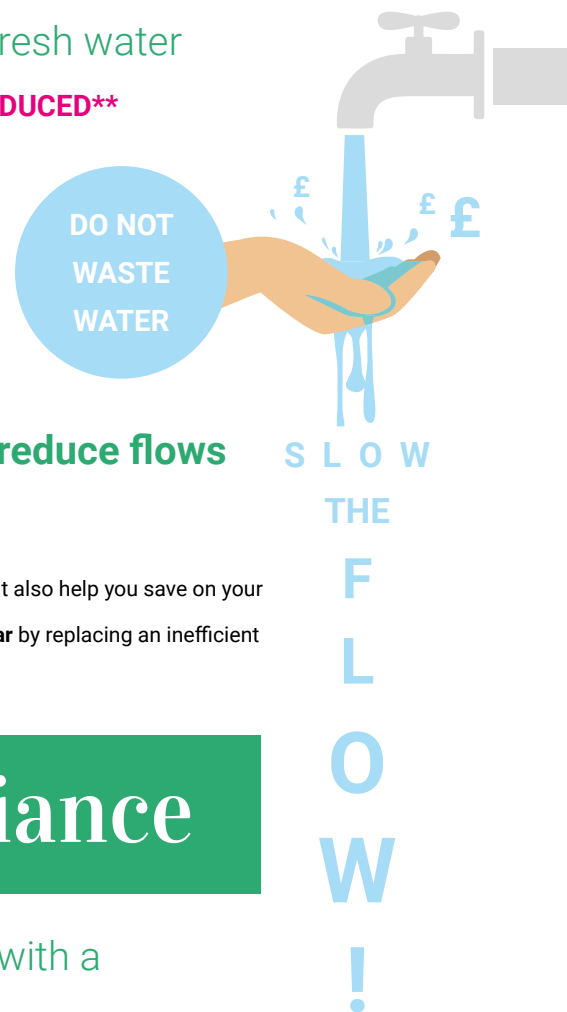 resh water
DUCED**
£
£ £
DO NOT
WASTE
WATER
reduce flows
S L O W
THE
F
L
O
W
!
t also help you save on your
ar by replacing an inefficient
iance
with a